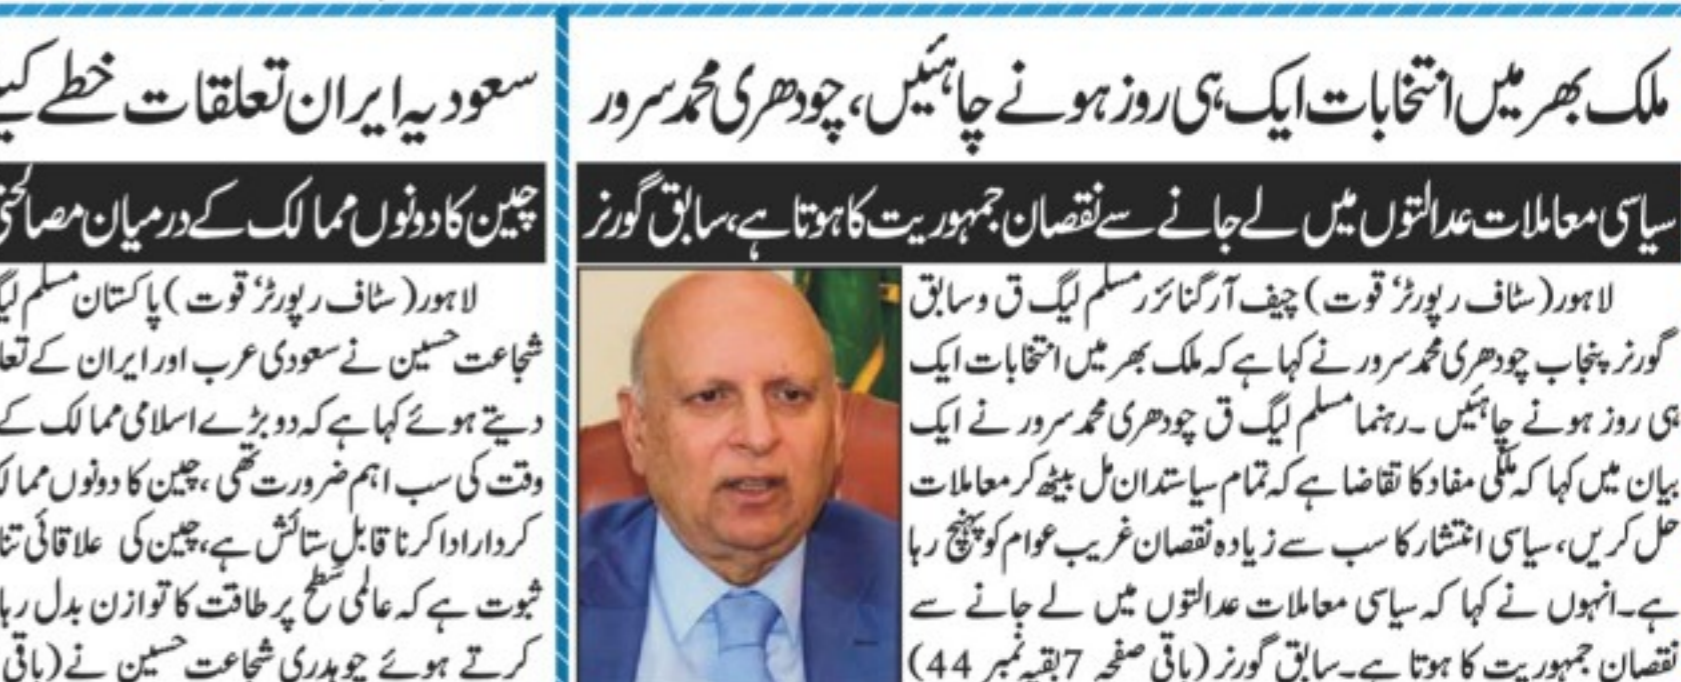 ملک بھر میں انتخابات ایک ہی روز ہونے چاہئیں، چودھری محمد سرور
سیاسی معاملات عدالتوں میں لے جانے سے نقصان جمہوریت کا ہوتا ہے، سابق گورنر
لاہور (سٹاف رپورٹر، قوت) چیف آرگنائزر مسلم لیگ ق و سابق
گورنر پنجاب چودھری محمد سرور نے کہا ہے کہ ملک بھر میں انتخابات ایک
ہی روز ہونے چاہئیں ۔ رہنما مسلم لیگ ق چودھری محمد سرور نے ایک
بیان میں کہا کہ ملکی مفاد کا تقاضا ہے کہ تمام سیاستدان مل بیٹھ کر معاملات
حل کریں، سیاسی انتشار کا سب سے زیادہ نقصان غریب عوام کو پہنچ رہا
ہے۔ انہوں نے کہا کہ سیاسی معاملات عدالتوں میں لے جانے سے
نقصان جمہوریت کا ہوتا ہے۔ سابق گورنر (باقی صفحہ 7 بقیہ نمبر 44)
سعودیہ ایران تعلقات خطے
چین کا دونوں ممالک کے درمیان
لاہور (سٹاف رپورٹر، قوت) پاکستان مسلم
شجاعت حسین نے سعودی عرب اور ایران کے
دیتے ہوئے کہا ہے کہ دو بڑے اسلامی ممالک کے
وقت کی سب اہم ضرورت تھی، چین کا دونوں
کردار ادا کرنا قابل ستائش ہے، چین کی علاقائی
ثبوت ہے کہ عالمی سطح پر طاقت کا توازن بدل رہا
کرتے ہوئے چوہدری شجاعت حسین نے (باقی